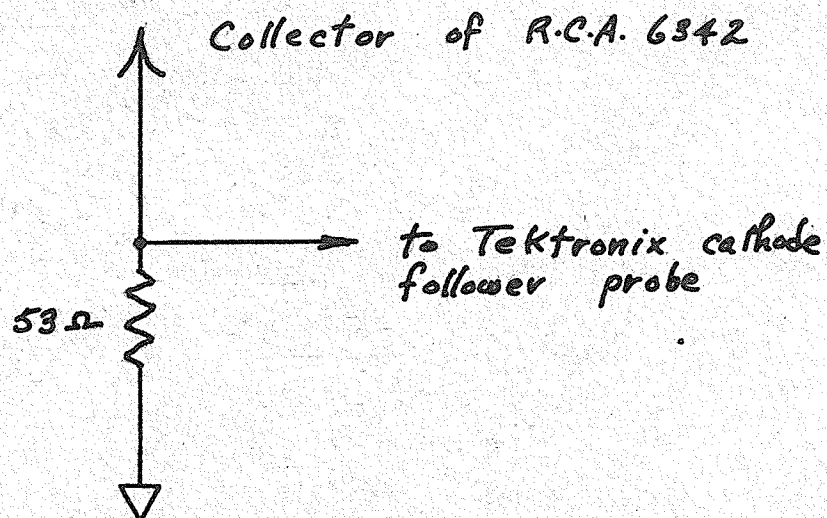 Collector of R.C.A. 6342
to Tektronix cathode
follower probe
53 Ω